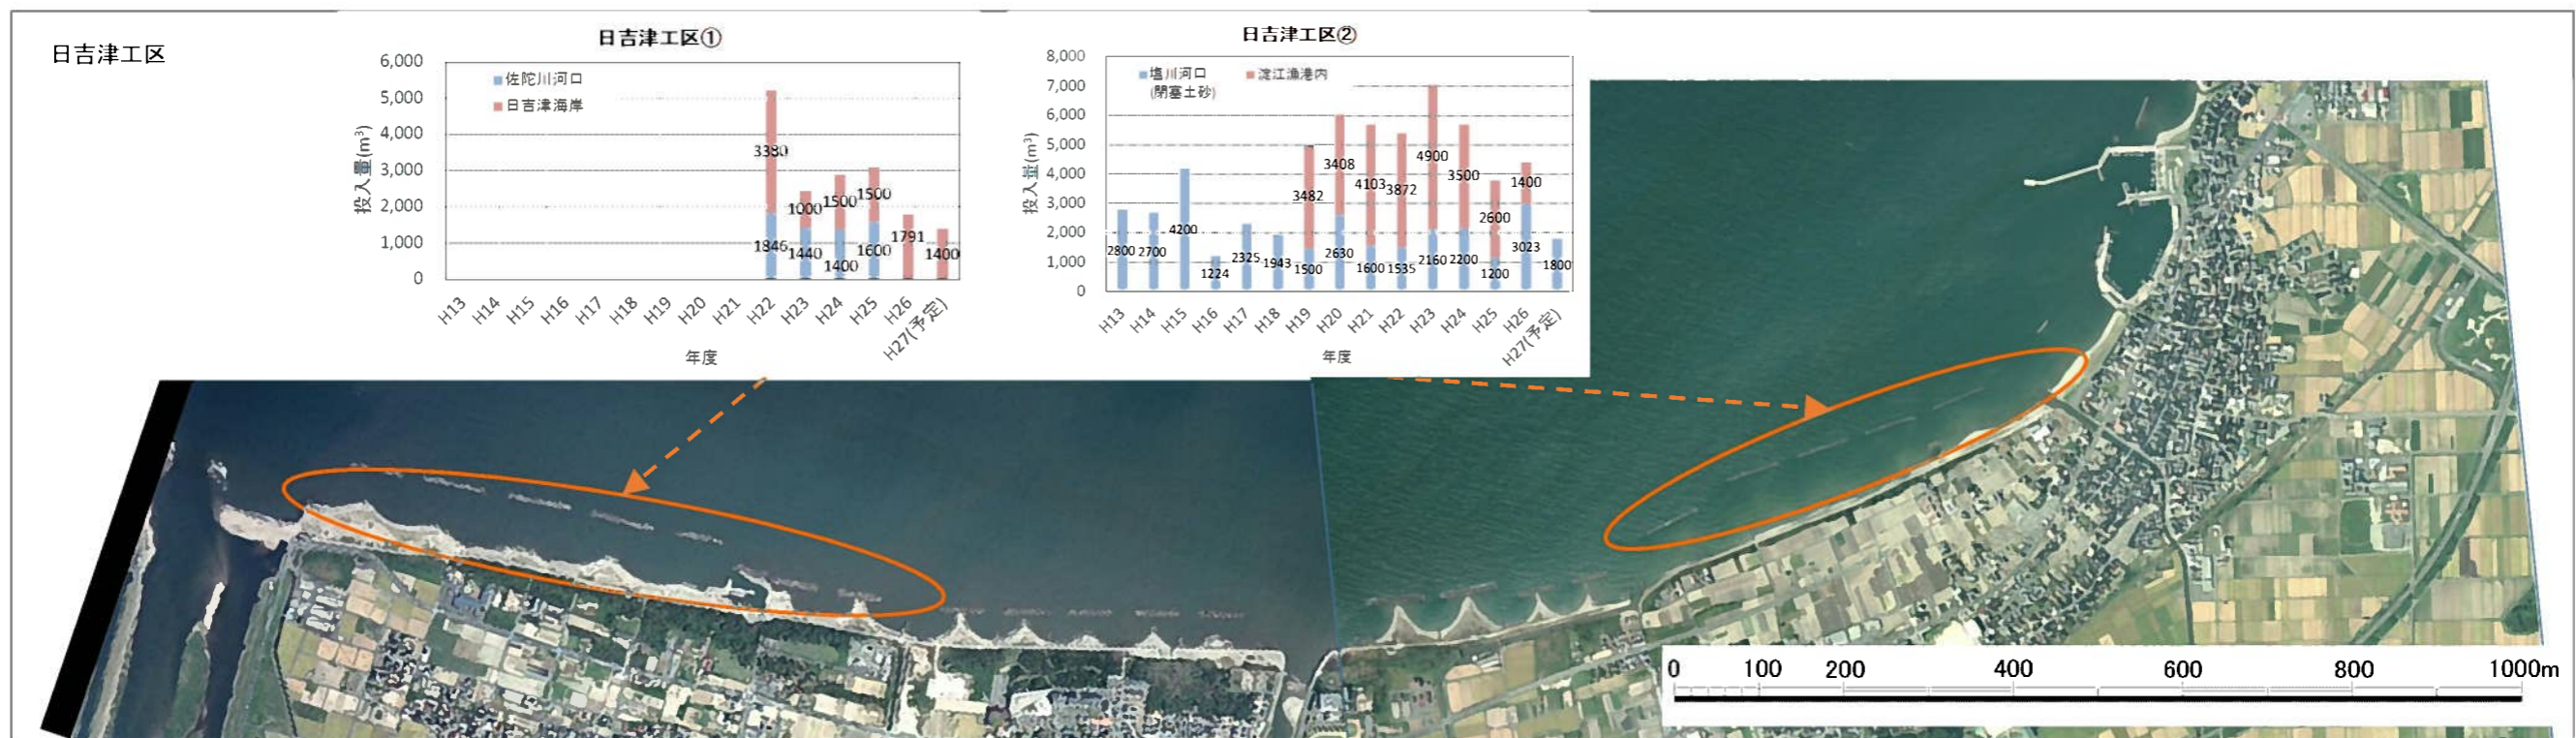 日吉津工区
日吉津工区①
佐陀川河口
日吉津海岸
投入量(m³)
6,000
5,000
4,000
3,000
2,000
1,000
0
3380
1846
1000
1440
1500
1400
1500
1600
1791
1400
H13
H14
H15
H16
H17
H18
H19
H20
H21
H22
H23
H24
H25
H26
H27(予定)
年度
日吉津工区②
塩川河口
(閉塞土砂)
淀江漁港内
投入量(m³)
8,000
7,000
6,000
5,000
4,000
3,000
2,000
1,000
0
2800
2700
4200
1224
2325
1943
3482
1500
3408
2630
4103
1600
3872
1535
4900
2160
3500
2200
2600
1200
1400
3023
1800
H13
H14
H15
H16
H17
H18
H19
H20
H21
H22
H23
H24
H25
H26
H27(予定)
年度
0 100 200 400 600 800 1000m